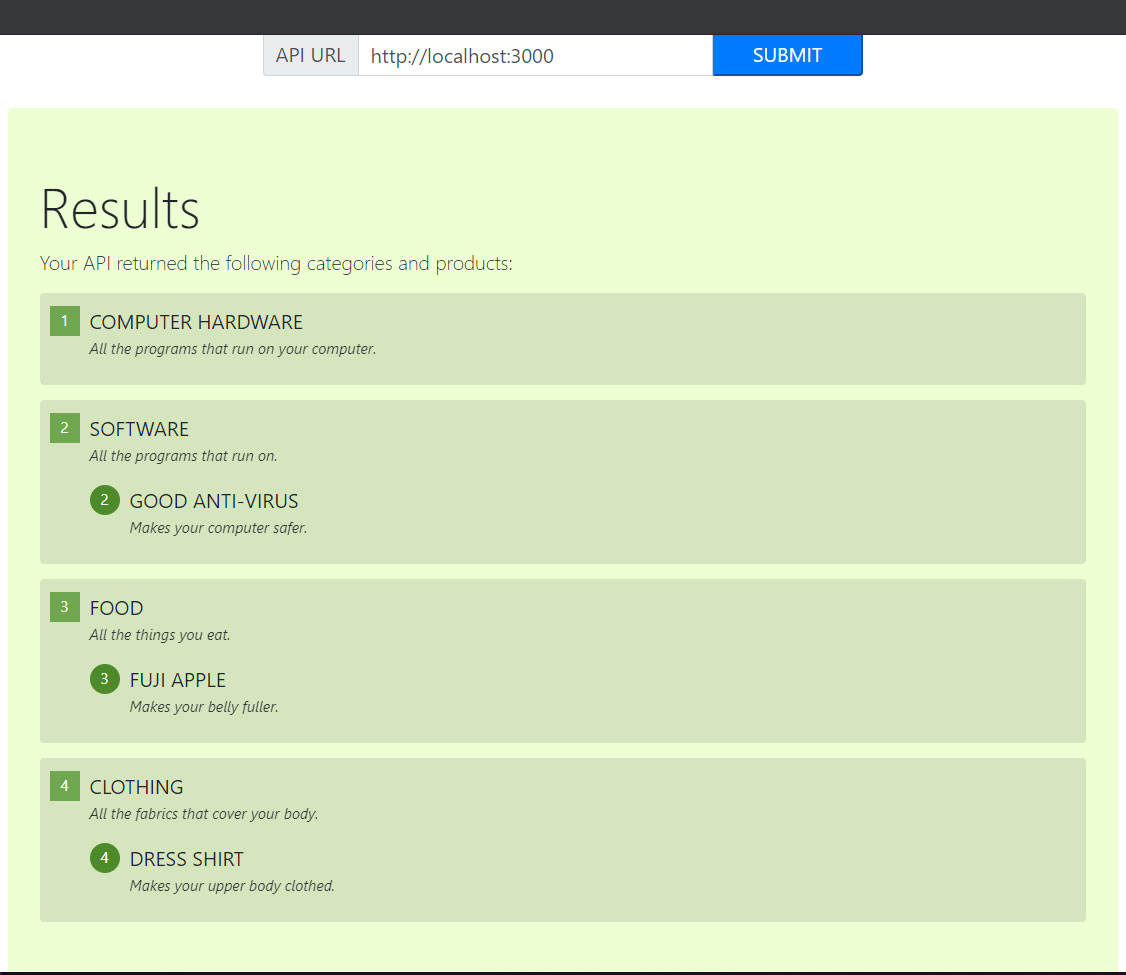 API URL http://localhost:3000 SUBMIT
Results
Your API returned the following categories and products:
1 COMPUTER HARDWARE
All the programs that run on your computer.
2 SOFTWARE
All the programs that run on.
2 GOOD ANTI-VIRUS
Makes your computer safer.
3 FOOD
All the things you eat.
3 FUJI APPLE
Makes your belly fuller.
4 CLOTHING
All the fabrics that cover your body.
4 DRESS SHIRT
Makes your upper body clothed.